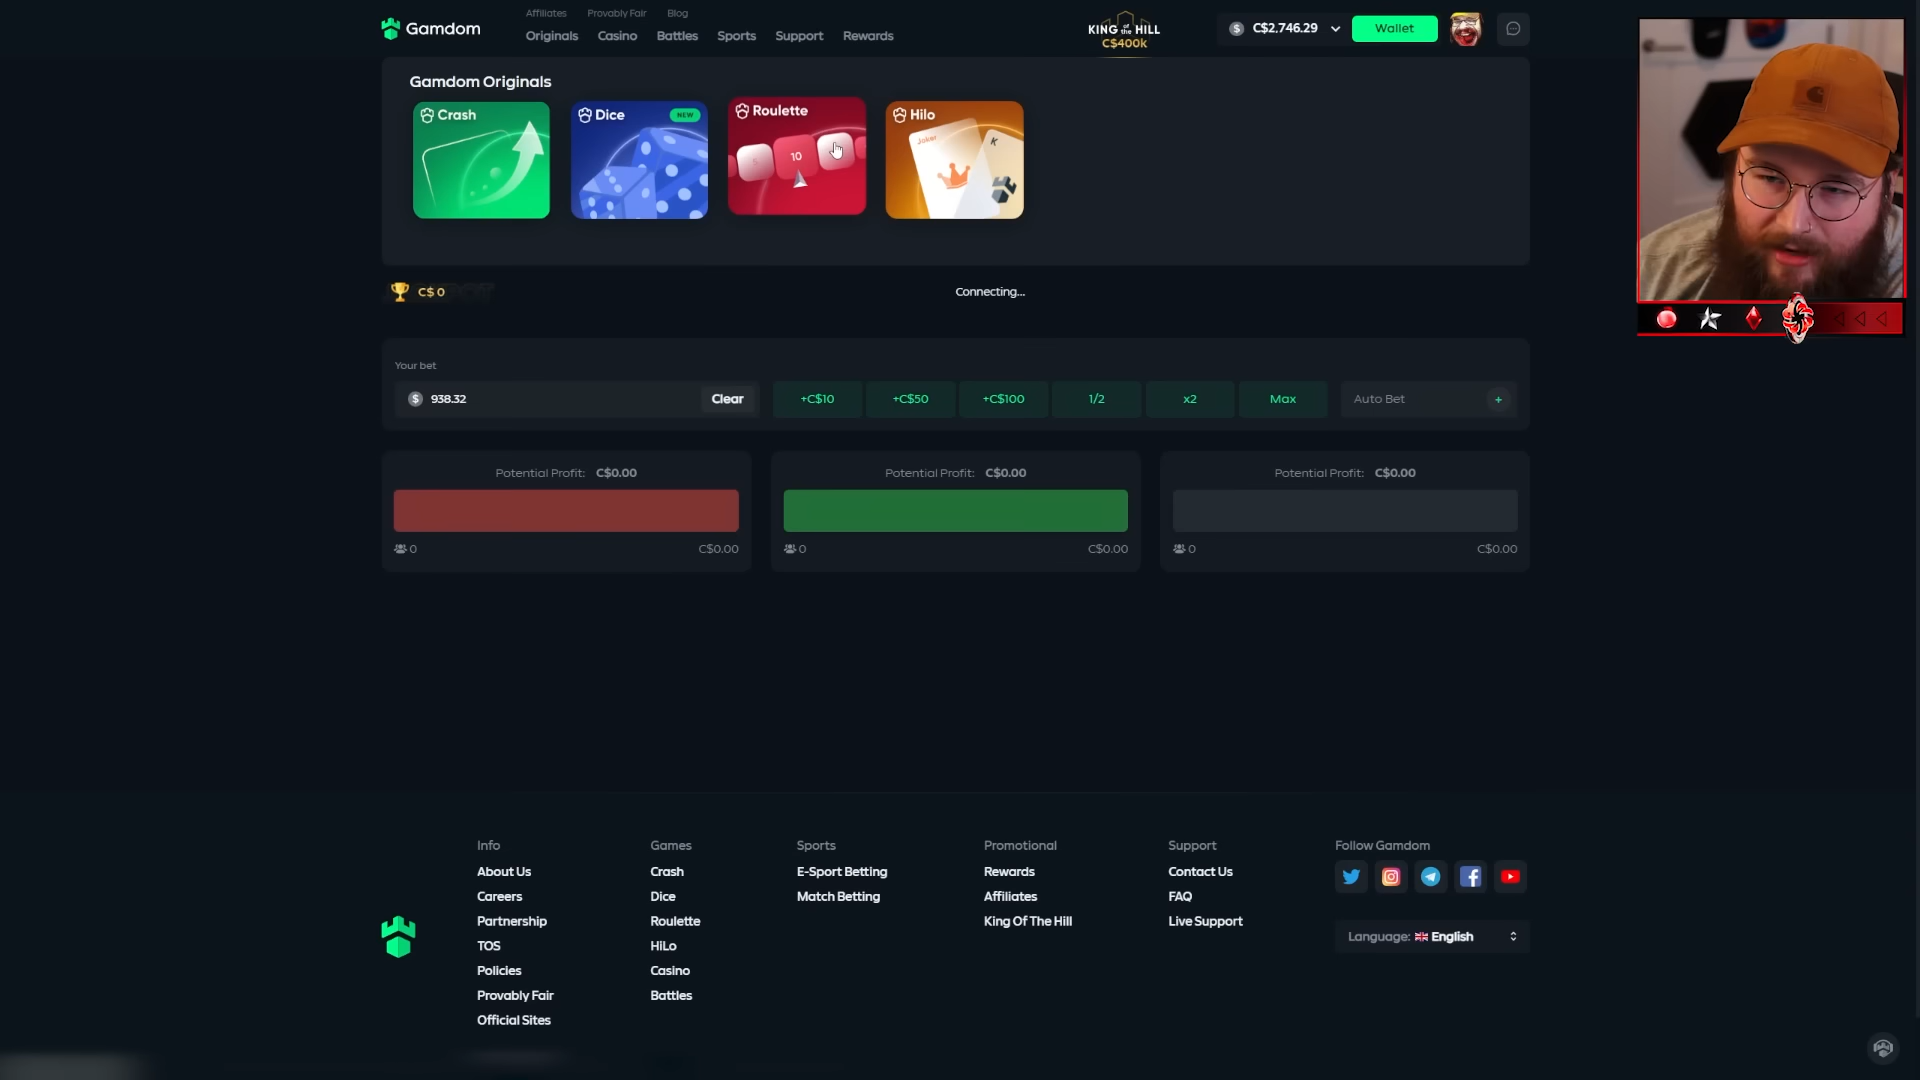 Affiliates Provably Fair Blog
Gamdom
Originals Casino Battles Sports Support Rewards
KING of the HILL
C$400k
C$2,746.29
Wallet
Gamdom Originals
Crash
Dice
NEW
Roulette
10
Hilo
Joker
K
C$ 0
Connecting...
Your bet
$ 938.32
Clear
+C$10
+C$50
+C$100
1/2
x2
Max
Auto Bet
+
Potential Profit: C$0.00
Potential Profit: C$0.00
Potential Profit: C$0.00
0 C$0.00
0 C$0.00
0 C$0.00
Info
About Us
Careers
Partnership
TOS
Policies
Provably Fair
Official Sites
Games
Crash
Dice
Roulette
HiLo
Casino
Battles
Sports
E-Sport Betting
Match Betting
Promotional
Rewards
Affiliates
King Of The Hill
Support
Contact Us
FAQ
Live Support
Follow Gamdom
Language: English